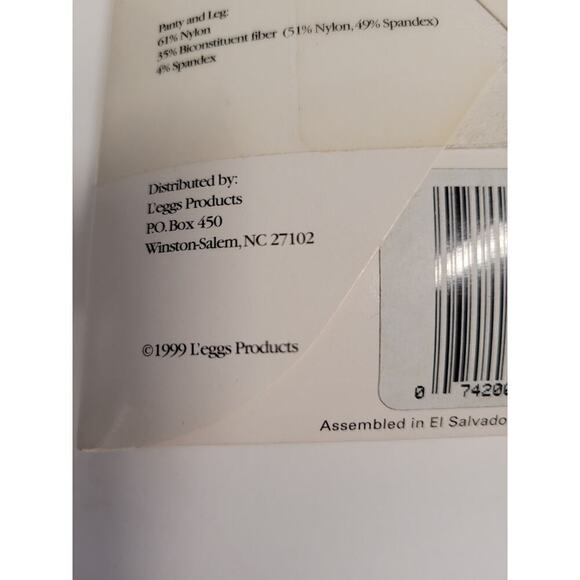 Panty and Leg:
61% Nylon
35% Biconstituent fiber (51% Nylon, 49% Spandex)
4% Spandex
Distributed by:
L'eggs Products
P.O. Box 450
Winston-Salem, NC 27102
©1999 L'eggs Products
0 74200
Assembled in El Salvado